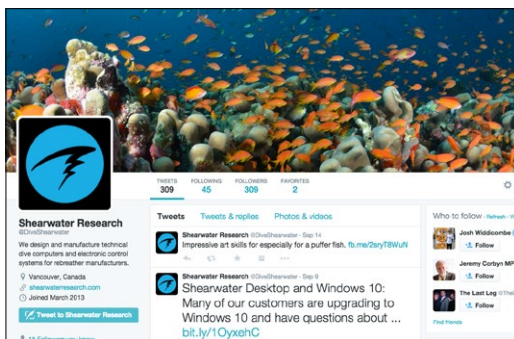 TWEETS FOLLOWING FOLLOWERS FAVORITES
309 45 309 2
Shearwater Research
@DiveShearwater
We design and manufacture technical
dive computers and electronic control
systems for rebreather manufacturers.
Vancouver, Canada
shearwaterresearch.com
Joined March 2013
Tweet to Shearwater Research
Tweets Tweets & replies Photos & videos
Shearwater Research @DiveShearwater · Sep 14
Impressive art skills for especially for a puffer fish. fb.me/2sryT8WuN
Shearwater Research @DiveShearwater · Sep 9
Shearwater Desktop and Windows 10:
Many of our customers are upgrading to
Windows 10 and have questions about ...
bit.ly/1OyxehC
Who to follow · Refresh ·
Josh Widdicombe
Follow
Jeremy Corbyn MP
Follow
The Last Leg
Follow
Find friends